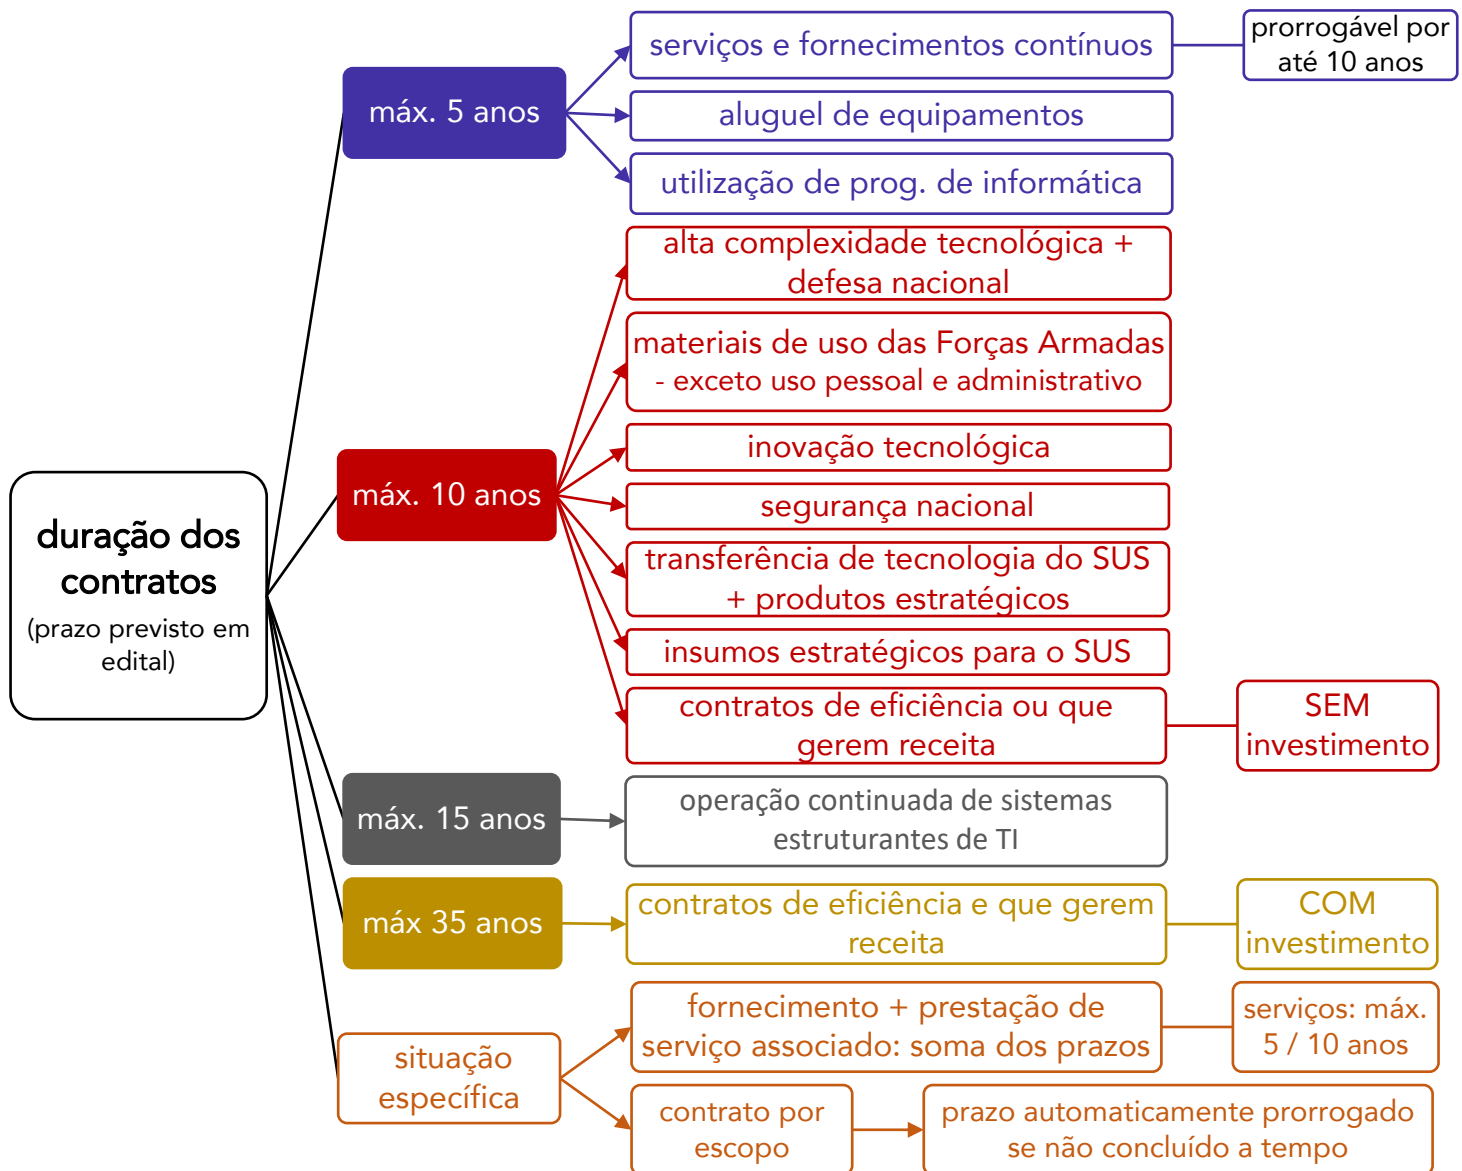 duração dos
contratos
(prazo previsto em
edital)
máx. 5 anos
serviços e fornecimentos contínuos
prorrogável por
até 10 anos
aluguel de equipamentos
utilização de prog. de informática
máx. 10 anos
alta complexidade tecnológica +
defesa nacional
materiais de uso das Forças Armadas
- exceto uso pessoal e administrativo
inovação tecnológica
segurança nacional
transferência de tecnologia do SUS
+ produtos estratégicos
insumos estratégicos para o SUS
contratos de eficiência ou que
gerem receita
SEM
investimento
máx. 15 anos
operação continuada de sistemas
estruturantes de TI
máx 35 anos
contratos de eficiência e que gerem
receita
COM
investimento
situação
específica
fornecimento + prestação de
serviço associado: soma dos prazos
serviços: máx.
5 / 10 anos
contrato por
escopo
prazo automaticamente prorrogado
se não concluído a tempo